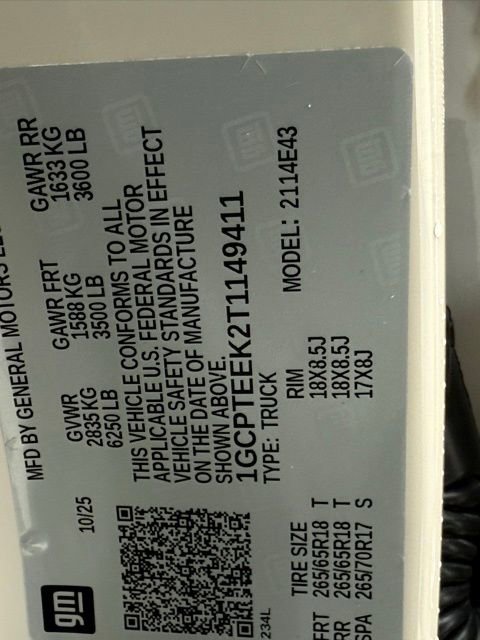 gm
10/25
MFD BY GENERAL MOTORS LLC
GVWR
2835 KG
6250 LB
GAWR FRT
1588 KG
3500 LB
GAWR RR
1633 KG
3600 LB
THIS VEHICLE CONFORMS TO ALL
APPLICABLE U.S. FEDERAL MOTOR
VEHICLE SAFETY STANDARDS IN EFFECT
ON THE DATE OF MANUFACTURE
SHOWN ABOVE.
1GCPTEEK2T1149411
TYPE: TRUCK MODEL: 2114E43
234L
TIRE SIZE RIM
FRT 265/65R18 T 18X8.5J
RR 265/65R18 T 18X8.5J
SPA 265/70R17 S 17X8J